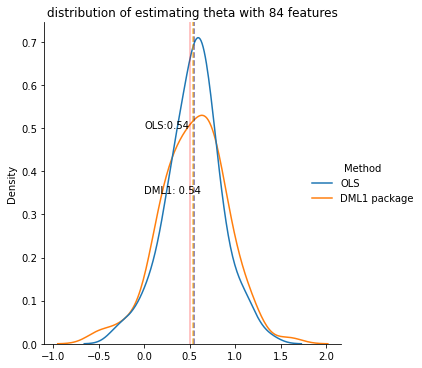 distribution of estimating theta with 84 features
Density
0.7
0.6
0.5
0.4
0.3
0.2
0.1
0.0
OLS:0.54
DML1: 0.54
Method
OLS
DML1 package
−1.0 −0.5 0.0 0.5 1.0 1.5 2.0